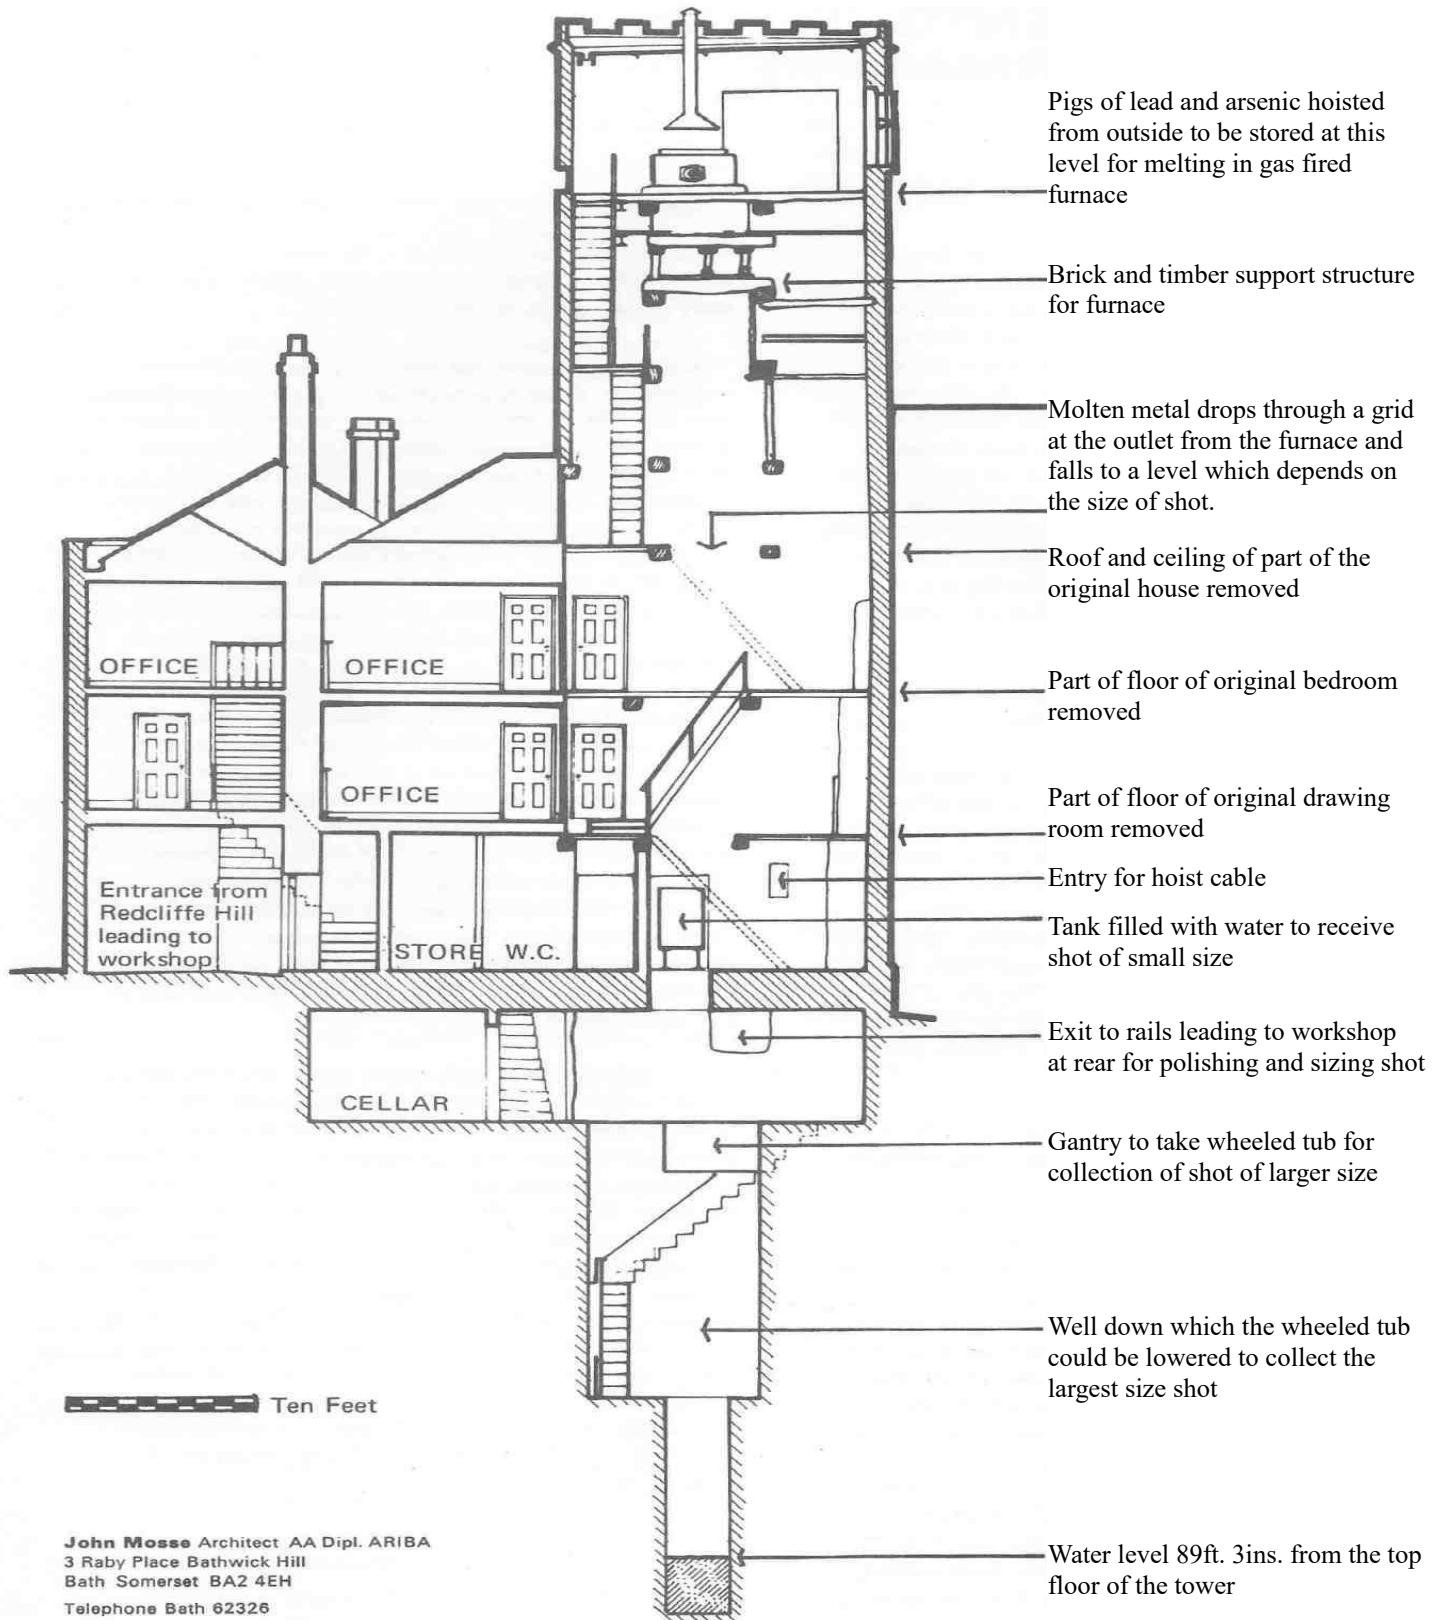 Pigs of lead and arsenic hoisted
from outside to be stored at this
level for melting in gas fired
furnace
Brick and timber support structure
for furnace
Molten metal drops through a grid
at the outlet from the furnace and
falls to a level which depends on
the size of shot.
Roof and ceiling of part of the
original house removed
OFFICE
OFFICE
Part of floor of original bedroom
removed
OFFICE
Part of floor of original drawing
room removed
Entry for hoist cable
Entrance from
Redcliffe Hill
leading to
workshop
STORE
W.C.
Tank filled with water to receive
shot of small size
Exit to rails leading to workshop
at rear for polishing and sizing shot
CELLAR
Gantry to take wheeled tub for
collection of shot of larger size
Well down which the wheeled tub
could be lowered to collect the
largest size shot
Ten Feet
John Mosse Architect AA Dipl. ARIBA
3 Raby Place Bathwick Hill
Bath Somerset BA2 4EH
Telephone Bath 62326
Water level 89ft. 3ins. from the top
floor of the tower